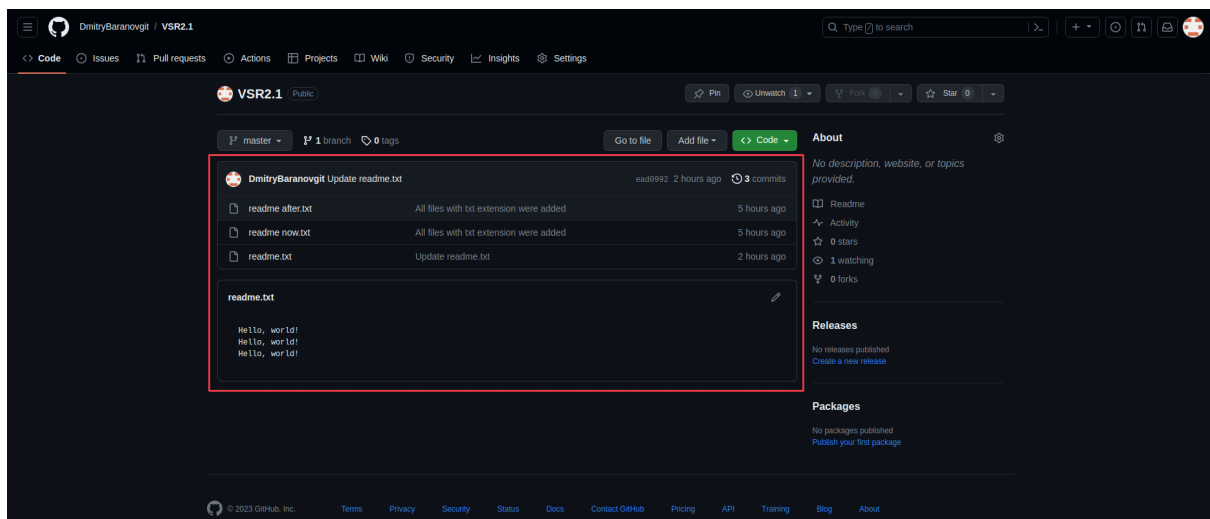 DmitryBaranovgit / VSR2.1
Type / to search
Code Issues Pull requests Actions Projects Wiki Security Insights Settings
VSR2.1 Public
Pin Unwatch 1 Fork 0 Star 0
master 1 branch 0 tags
Go to file Add file Code
DmitryBaranovgit Update readme.txt ead0992 2 hours ago 3 commits
readme after.txt All files with txt extension were added 5 hours ago
readme now.txt All files with txt extension were added 5 hours ago
readme.txt Update readme.txt 2 hours ago
readme.txt
Hello, world!
Hello, world!
Hello, world!
About
No description, website, or topics
provided.
Readme
Activity
0 stars
1 watching
0 forks
Releases
No releases published
Create a new release
Packages
No packages published
Publish your first package
© 2023 GitHub, Inc. Terms Privacy Security Status Docs Contact GitHub Pricing API Training Blog About